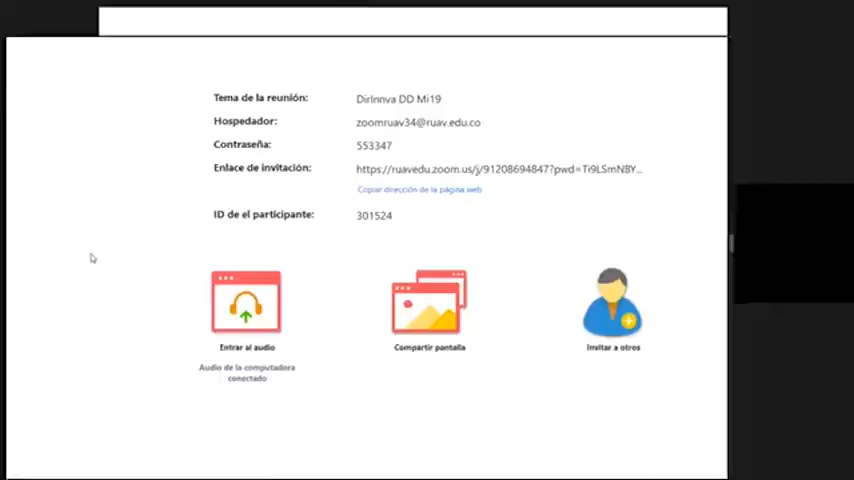 Tema de la reunión: DirInnva DD Mi19
Hospedador: zoomruav34@ruav.edu.co
Contraseña: 553347
Enlace de invitación: https://ruavedu.zoom.us/j/91208694847?pwd=Ti9LSmNBY...
Copiar dirección de la página web
ID de el participante: 301524
Entrar al audio
Compartir pantalla
Invitar a otros
Audio de la computadora
conectado